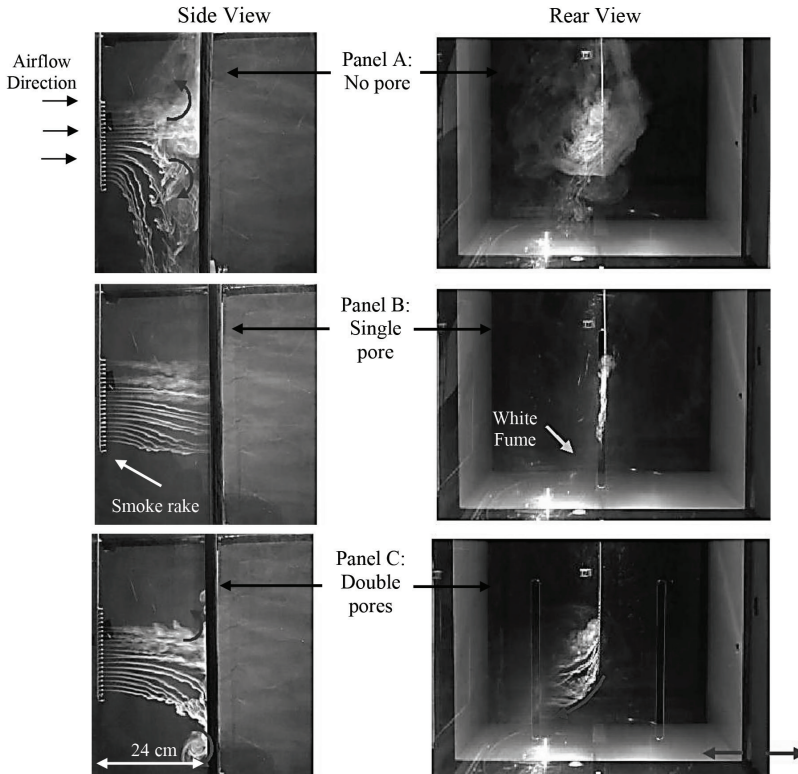 Side View
Rear View
Airflow
Direction
Panel A:
No pore
Panel B:
Single
pore
White
Fume
Smoke rake
Panel C:
Double
pores
24 cm